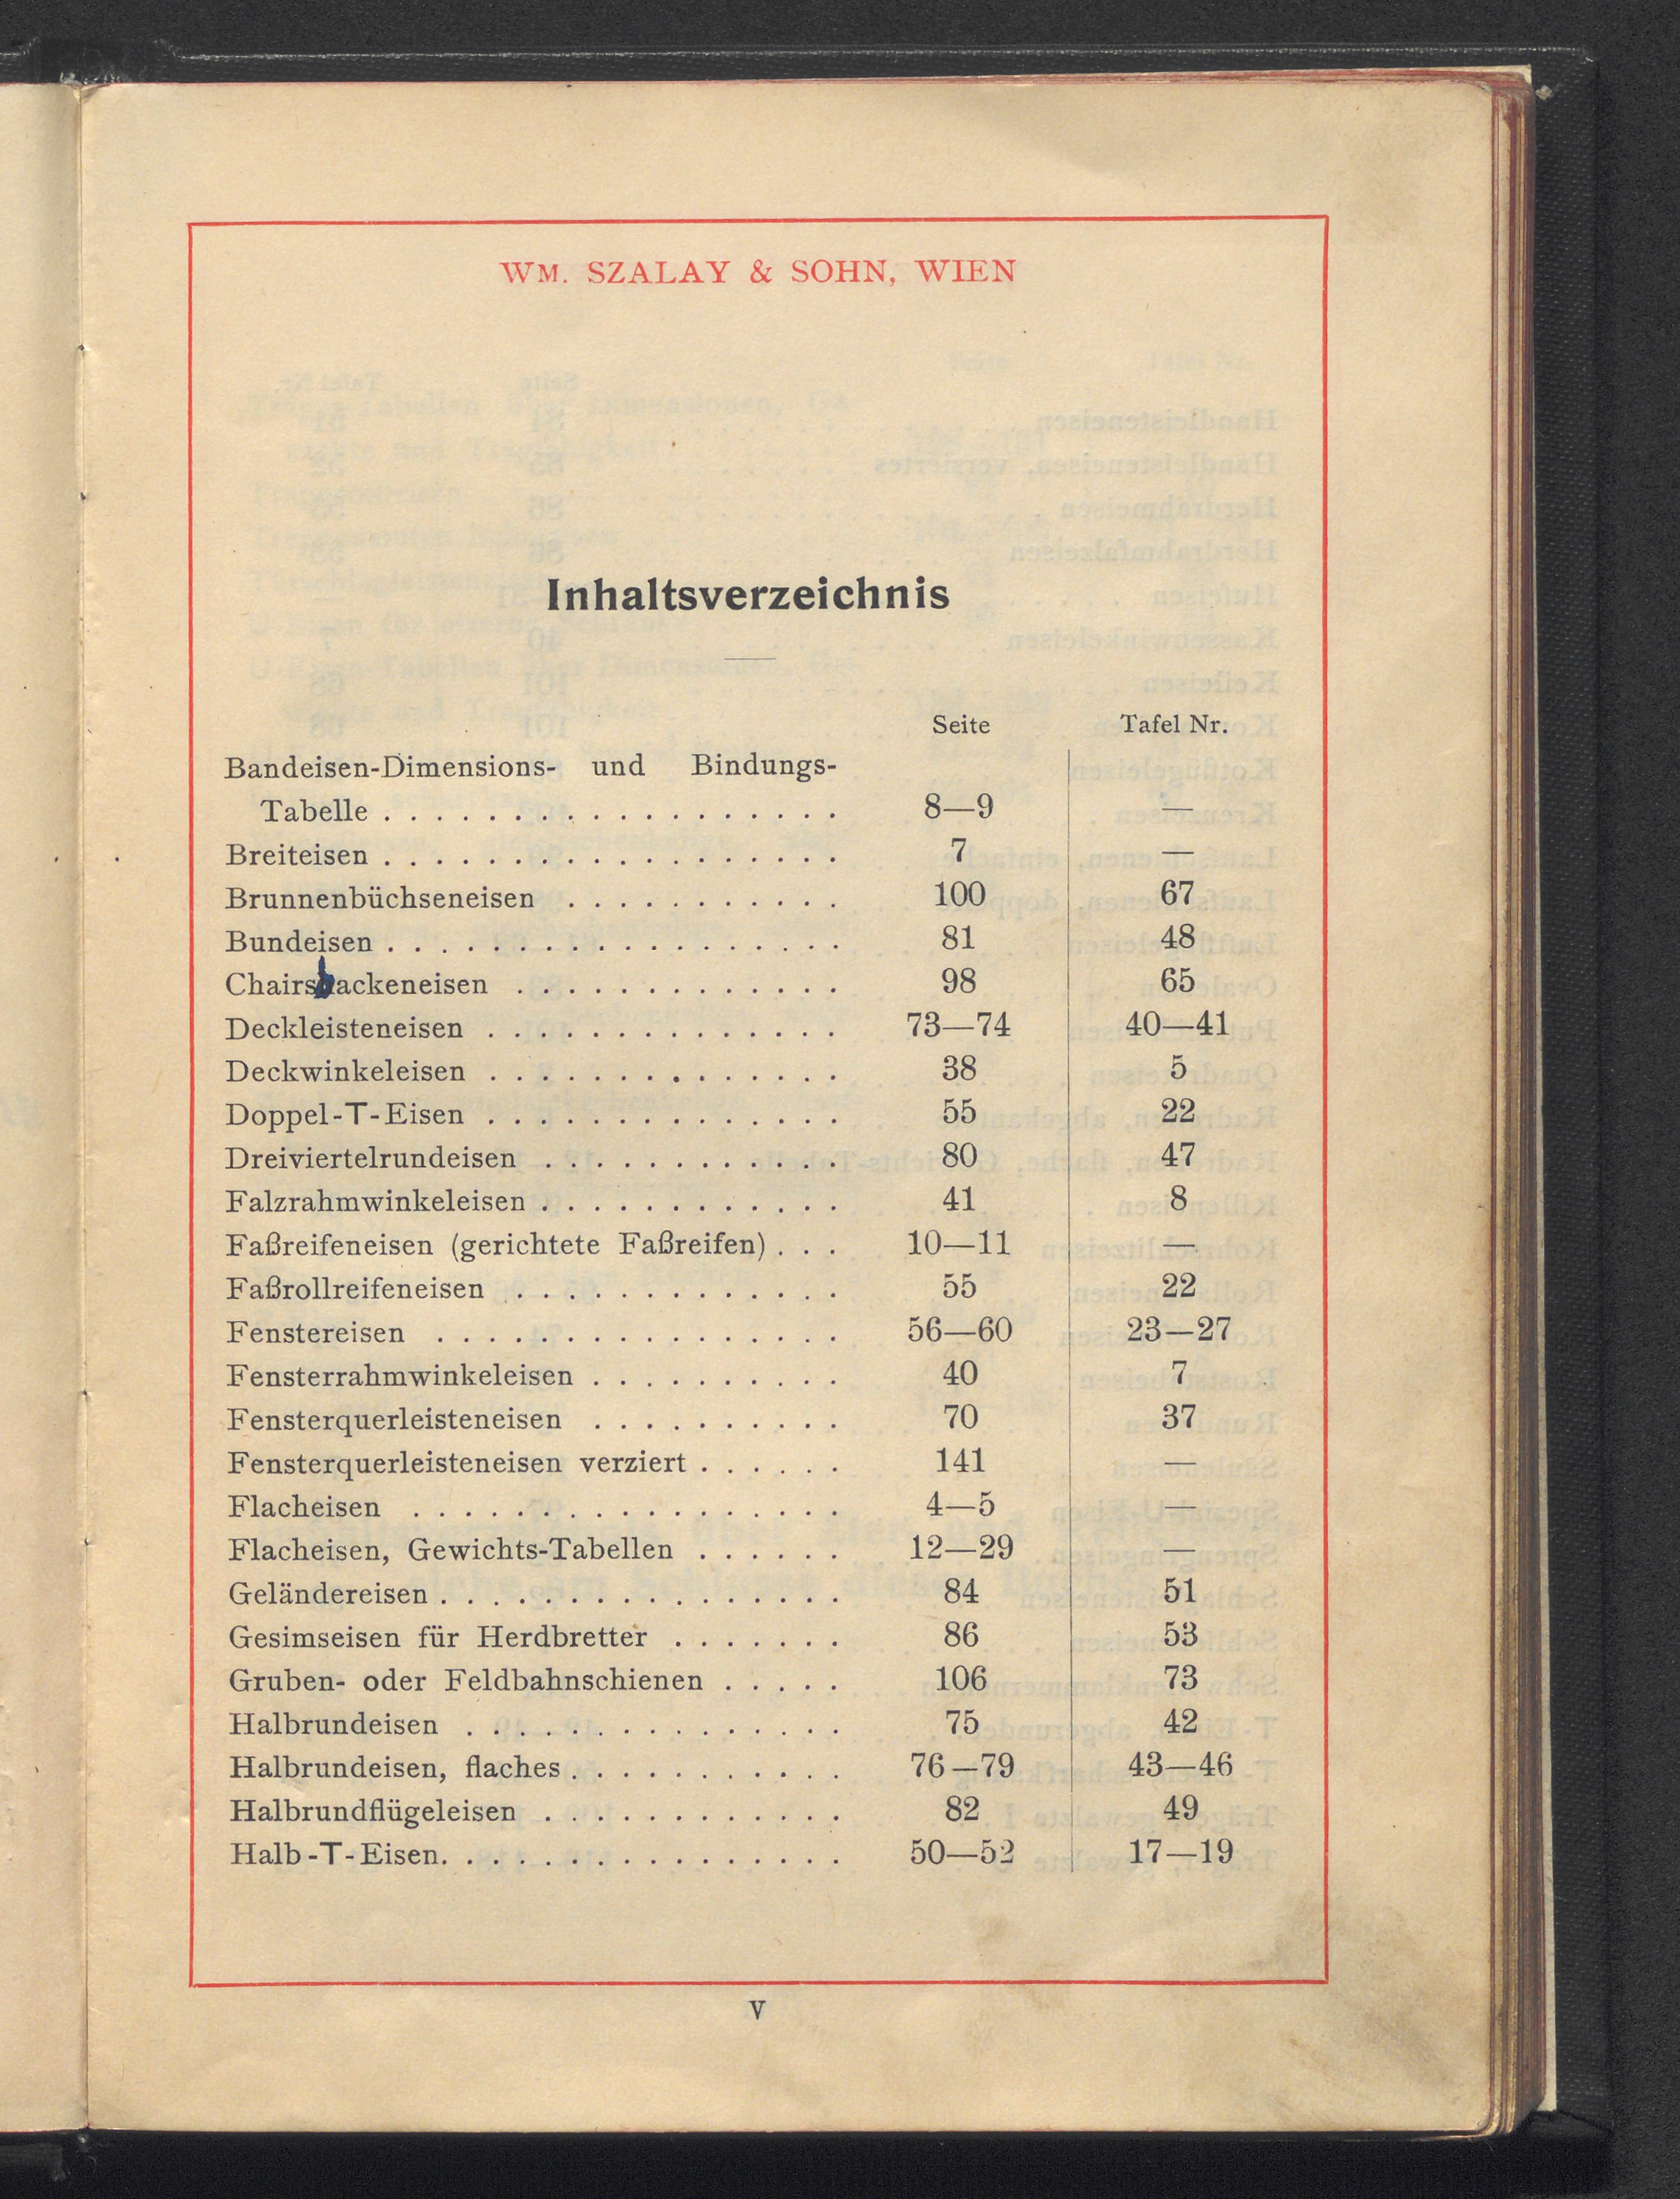 WM. SZALAY & SOHN, WIEN
Inhaltsverzeichnis
Seite Tafel Nr.
Bandeisen-Dimensions- und Bindungs-
Tabelle . . . . . . . . . . . . . . . . . . 8—9 —
Breiteisen . . . . . . . . . . . . . . . . . . 7 —
Brunnenbüchseneisen . . . . . . . . . . . 100 67
Bundeisen . . . . . . . . . . . . . . . . . . 81 48
Chairsbackeneisen . . . . . . . . . . . . . 98 65
Deckleisteneisen . . . . . . . . . . . . . . 73—74 40—41
Deckwinkeleisen . . . . . . . . . . . . . . 38 5
Doppel-T-Eisen . . . . . . . . . . . . . . 55 22
Dreiviertelrundeisen . . . . . . . . . . . . 80 47
Falzrahmwinkeleisen . . . . . . . . . . . . 41 8
Faßreifeneisen (gerichtete Faßreifen) . . . 10—11 —
Faßrollreifeneisen . . . . . . . . . . . . . 55 22
Fenstereisen . . . . . . . . . . . . . . . . 56—60 23—27
Fensterrahmwinkeleisen . . . . . . . . . . 40 7
Fensterquerleisteneisen . . . . . . . . . . 70 37
Fensterquerleisteneisen verziert . . . . . . 141 —
Flacheisen . . . . . . . . . . . . . . . . . 4—5 —
Flacheisen, Gewichts-Tabellen . . . . . . 12—29 —
Geländereisen . . . . . . . . . . . . . . . . 84 51
Gesimseisen für Herdbretter . . . . . . . 86 53
Gruben- oder Feldbahnschienen . . . . . 106 73
Halbrundeisen . . . . . . . . . . . . . . . 75 42
Halbrundeisen, flaches . . . . . . . . . . . 76—79 43—46
Halbrundflügeleisen . . . . . . . . . . . . 82 49
Halb-T-Eisen . . . . . . . . . . . . . . . . 50—52 17—19
V